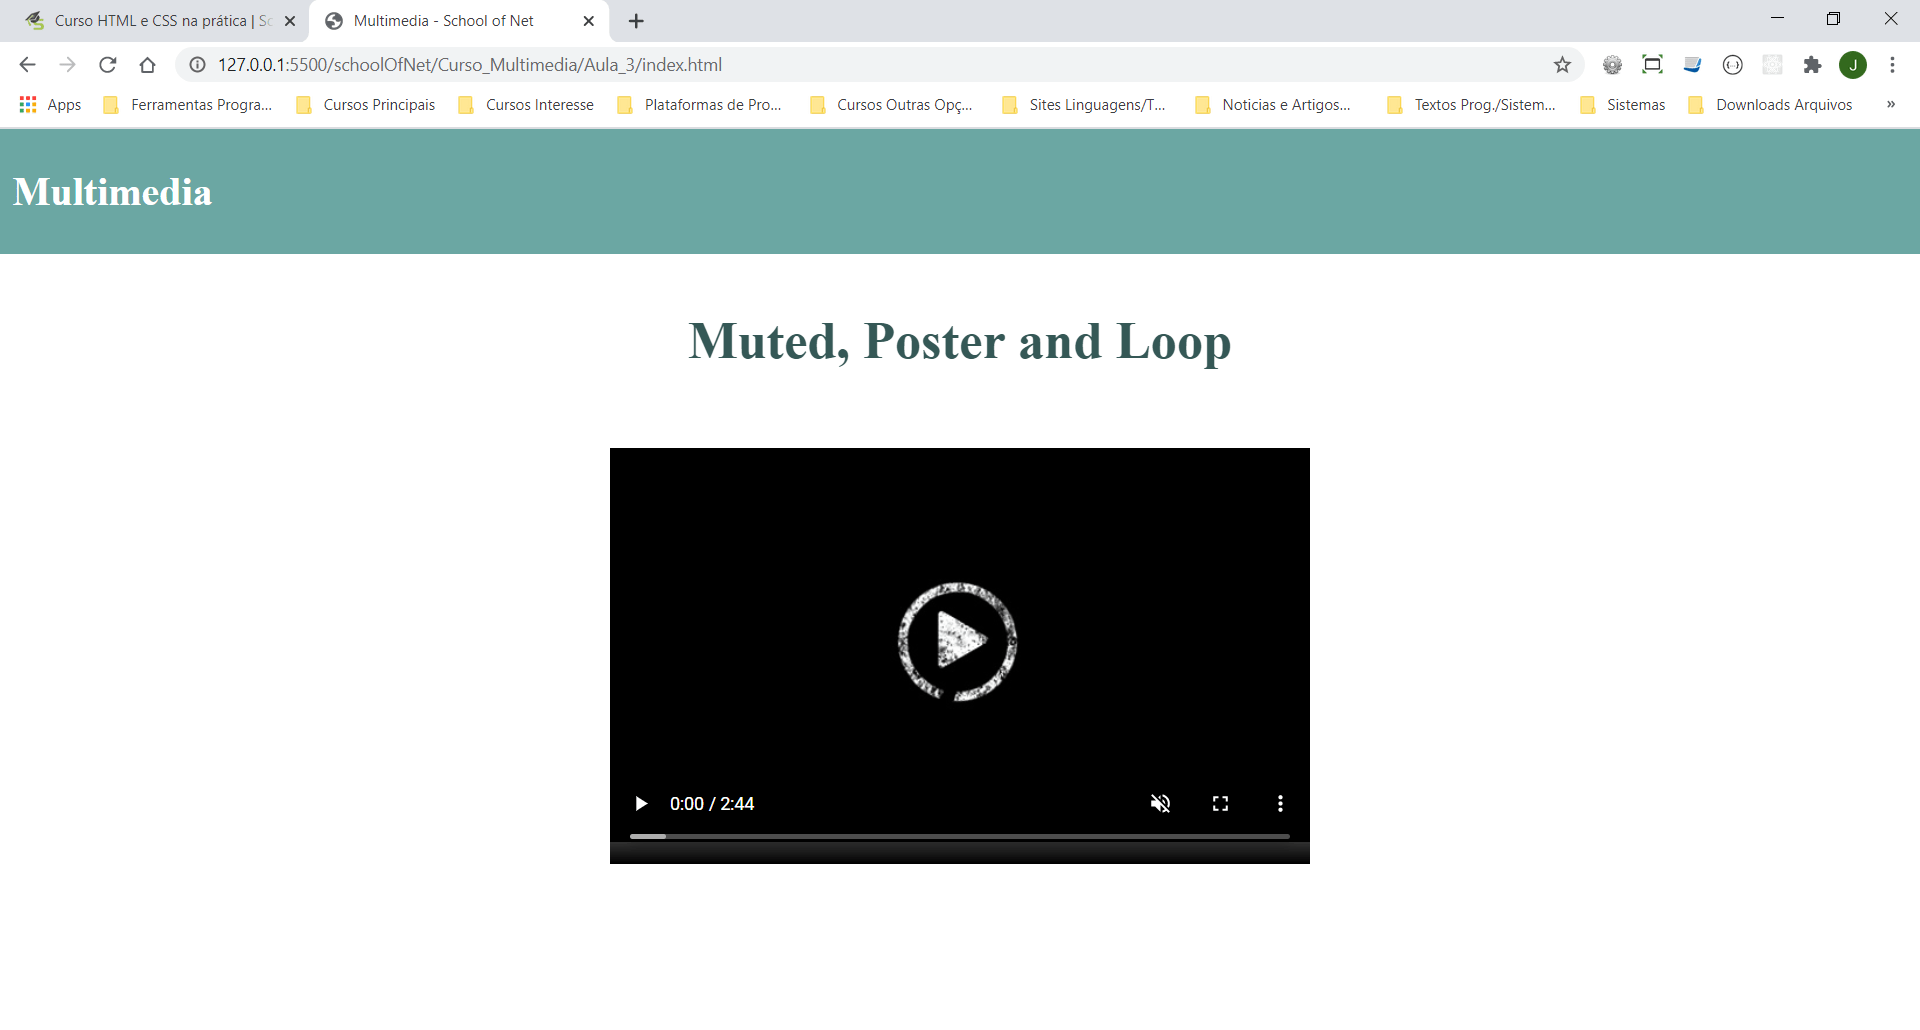 Curso HTML e CSS na prática | Sc
Multimedia - School of Net
127.0.0.1:5500/schoolOfNet/Curso_Multimedia/Aula_3/index.html
J
Apps
Ferramentas Progra...
Cursos Principais
Cursos Interesse
Plataformas de Pro...
Cursos Outras Opç...
Sites Linguagens/T...
Noticias e Artigos...
Textos Prog./Sistem...
Sistemas
Downloads Arquivos
»
Multimedia
Muted, Poster and Loop
0:00 / 2:44